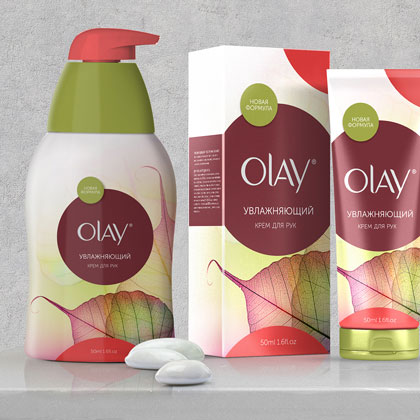 НОВАЯ
ФОРМУЛА
OLAY®
УВЛАЖНЯЮЩИЙ
КРЕМ ДЛЯ РУК
50ml 1.6fl.oz
НОВАЯ
ФОРМУЛА
OLAY®
УВЛАЖНЯЮЩИЙ
КРЕМ ДЛЯ РУК
50ml 1.6fl.oz
НОВАЯ
ФОРМУЛА
OLAY
УВЛАЖНЯЮЩИЙ
КРЕМ ДЛЯ РУК
50ml 1.6fl.oz